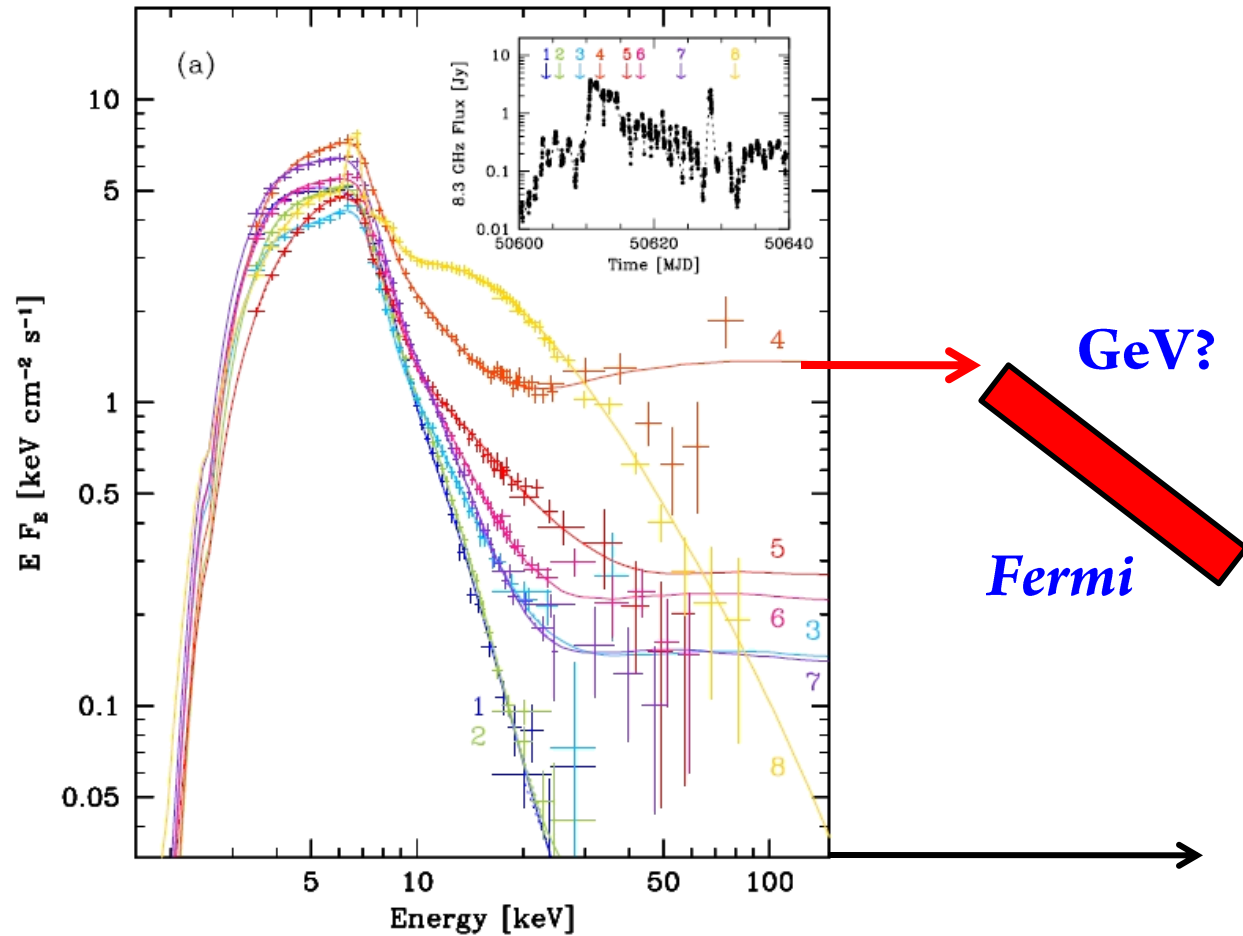 (a)
1 2 3 4 5 6 7 8
10
1
0.1
0.01
8.3 GHz Flux [Jy]
50600 50620 50640
Time [MJD]
10
5
1
0.5
0.1
0.05
E F_E [keV cm⁻² s⁻¹]
4
5
6
3
7
1
2
8
5 10 50 100
Energy [keV]
GeV?
Fermi